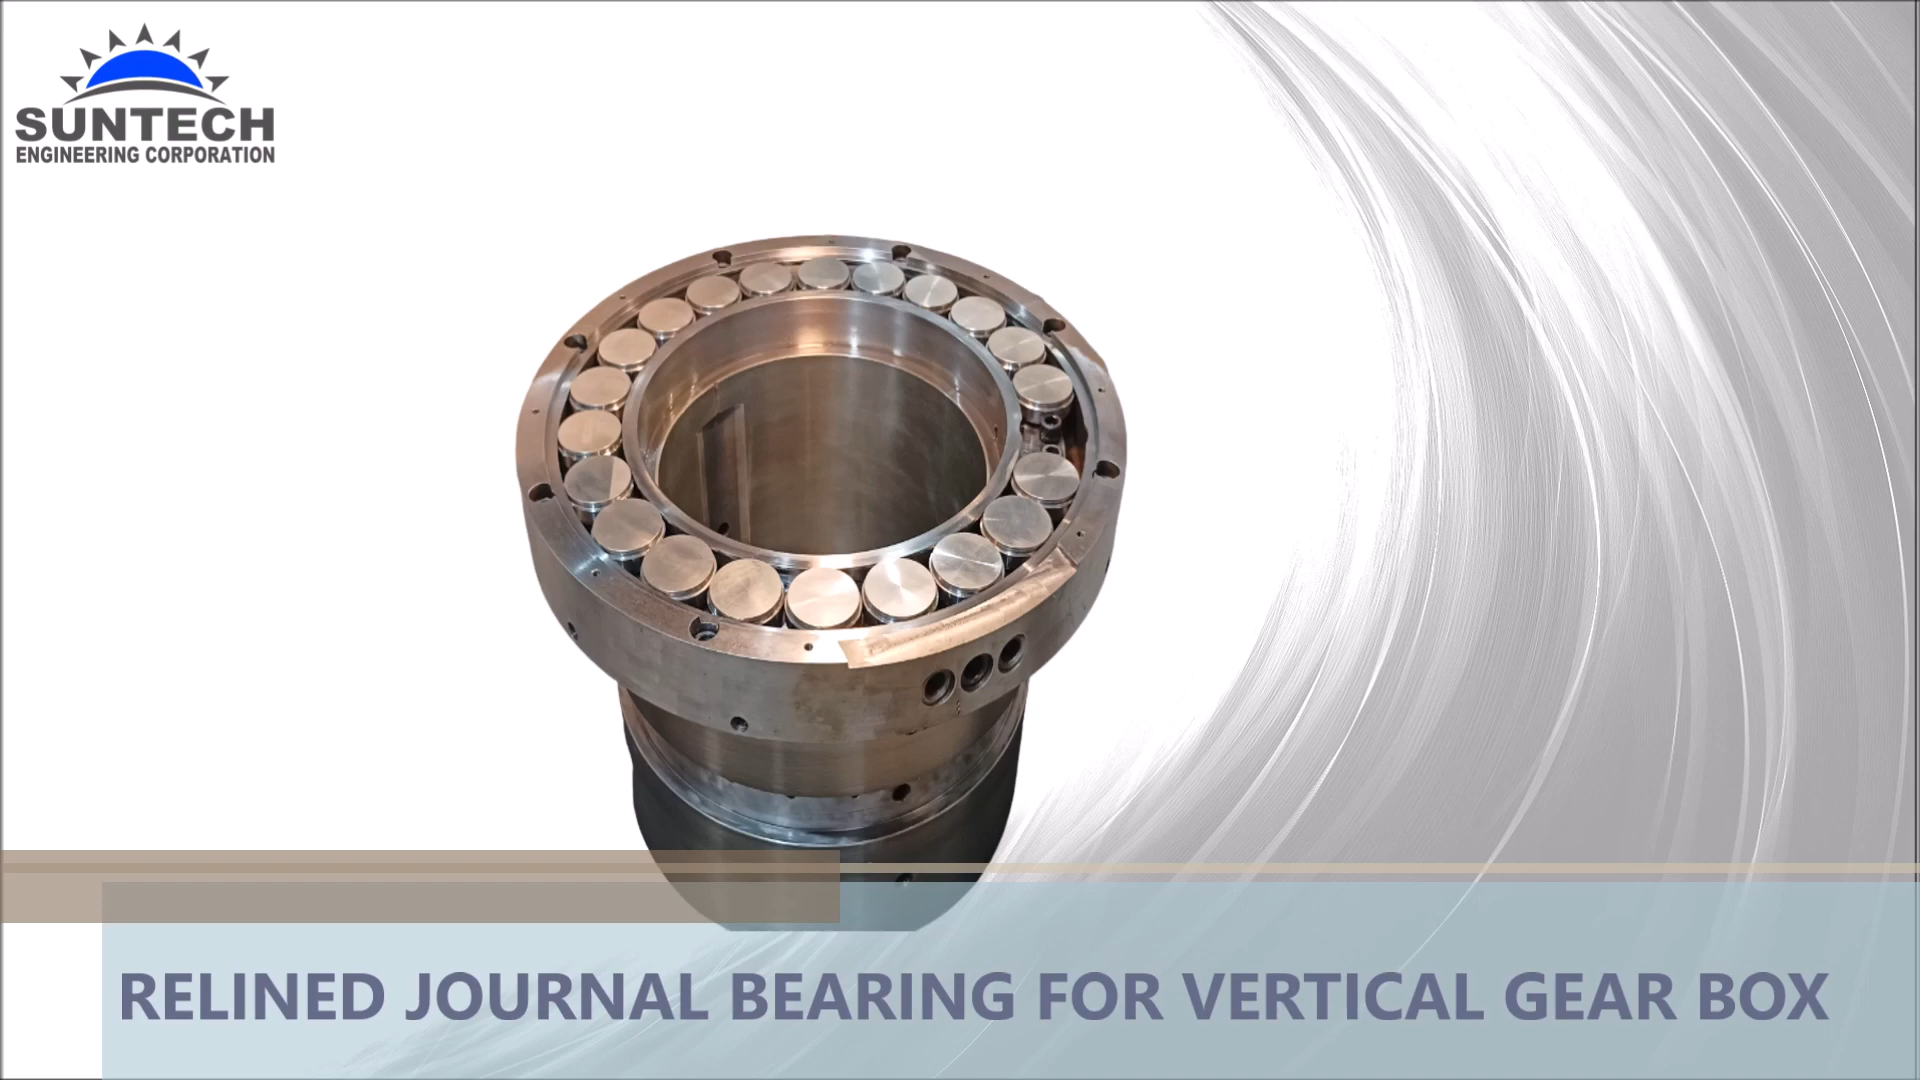 SUNTECH
ENGINEERING CORPORATION
RELINED JOURNAL BEARING FOR VERTICAL GEAR BOX